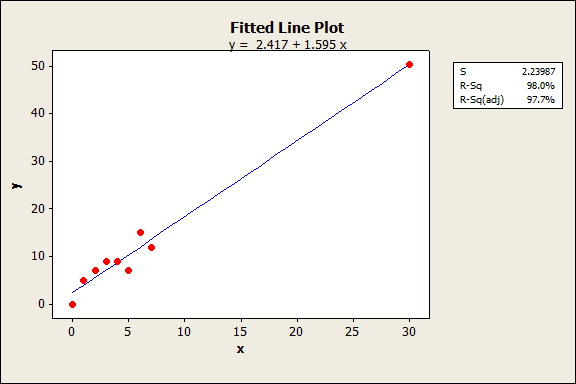 Fitted Line Plot
y = 2.417 + 1.595 x
50
40
30
20
10
0
y
0 5 10 15 20 25 30
x
S 2.23987
R-Sq 98.0%
R-Sq(adj) 97.7%